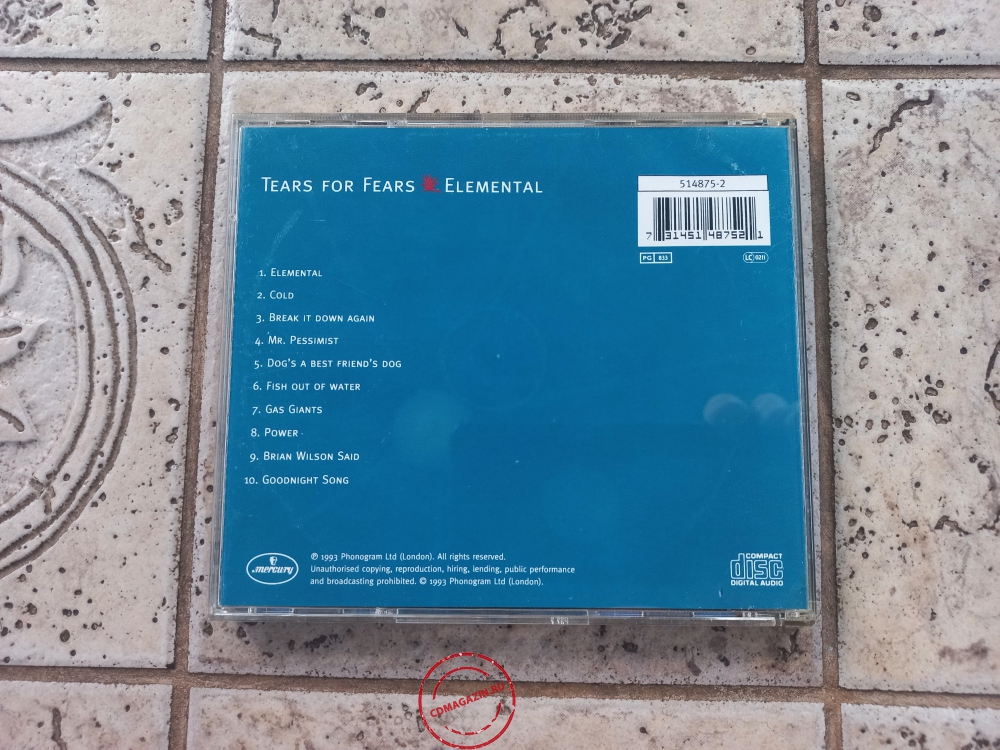 TEARS FOR FEARS ELEMENTAL
514875-2
7 31451 48752 1
PG 833
LC 0211
1. ELEMENTAL
2. COLD
3. BREAK IT DOWN AGAIN
4. MR. PESSIMIST
5. DOG'S A BEST FRIEND'S DOG
6. FISH OUT OF WATER
7. GAS GIANTS
8. POWER
9. BRIAN WILSON SAID
10. GOODNIGHT SONG
mercury
℗ 1993 Phonogram Ltd (London). All rights reserved.
Unauthorised copying, reproduction, hiring, lending, public performance
and broadcasting prohibited. © 1993 Phonogram Ltd (London).
COMPACT
disc
DIGITAL AUDIO
CDMAGAZIN.RU